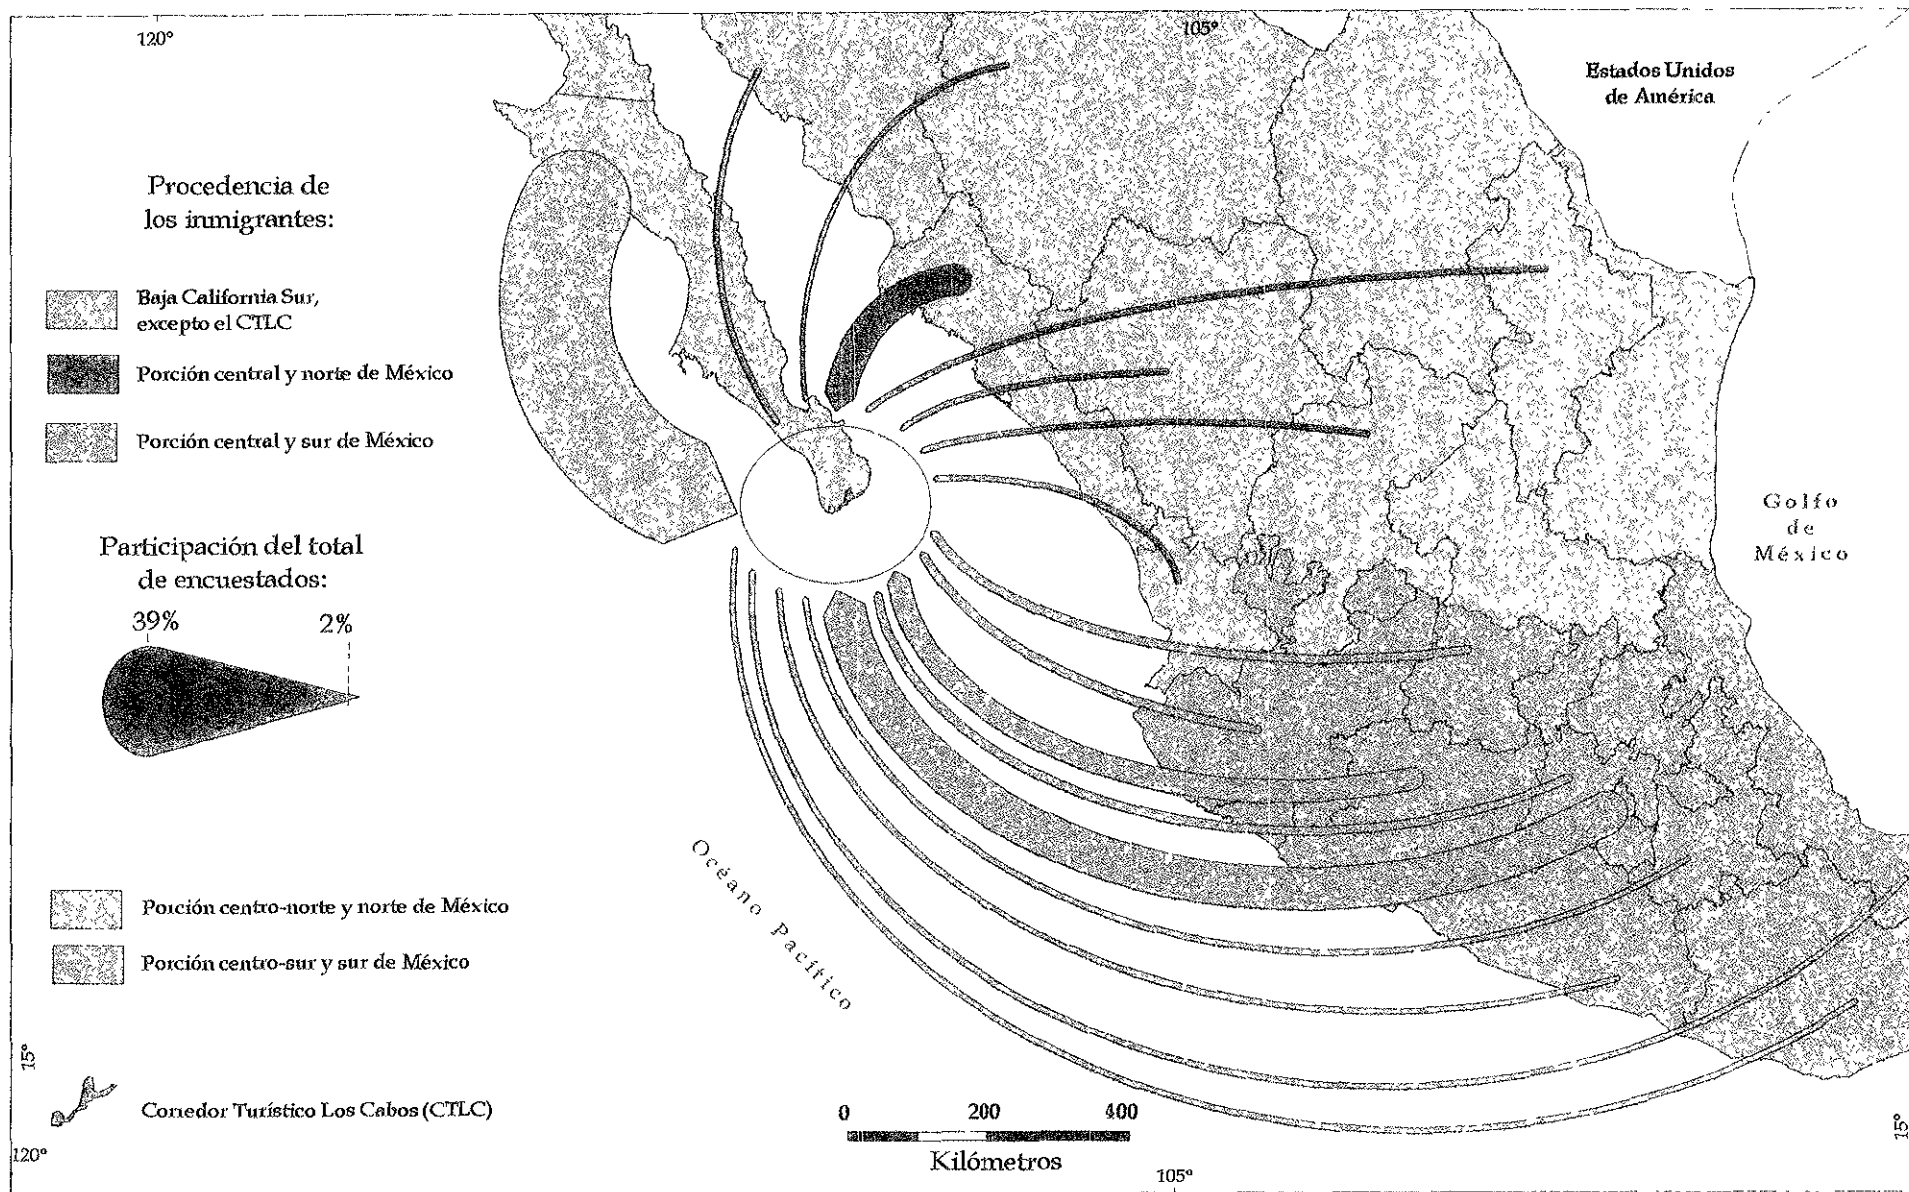 120°
105°
Estados Unidos
de América
Procedencia de
los inmigrantes:
Baja California Sur,
excepto el CTLC
Porción central y norte de México
Porción central y sur de México
Golfo
de
México
Participación del total
de encuestados:
39%
2%
Océano Pacífico
Porción centro-norte y norte de México
Porción centro-sur y sur de México
15°
Corredor Turístico Los Cabos (CTLC)
0 200 400
Kilómetros
15°
120°
105°